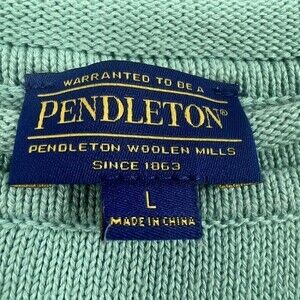 WARRANTED TO BE A
PENDLETON®
PENDLETON WOOLEN MILLS
SINCE 1863
L
MADE IN CHINA